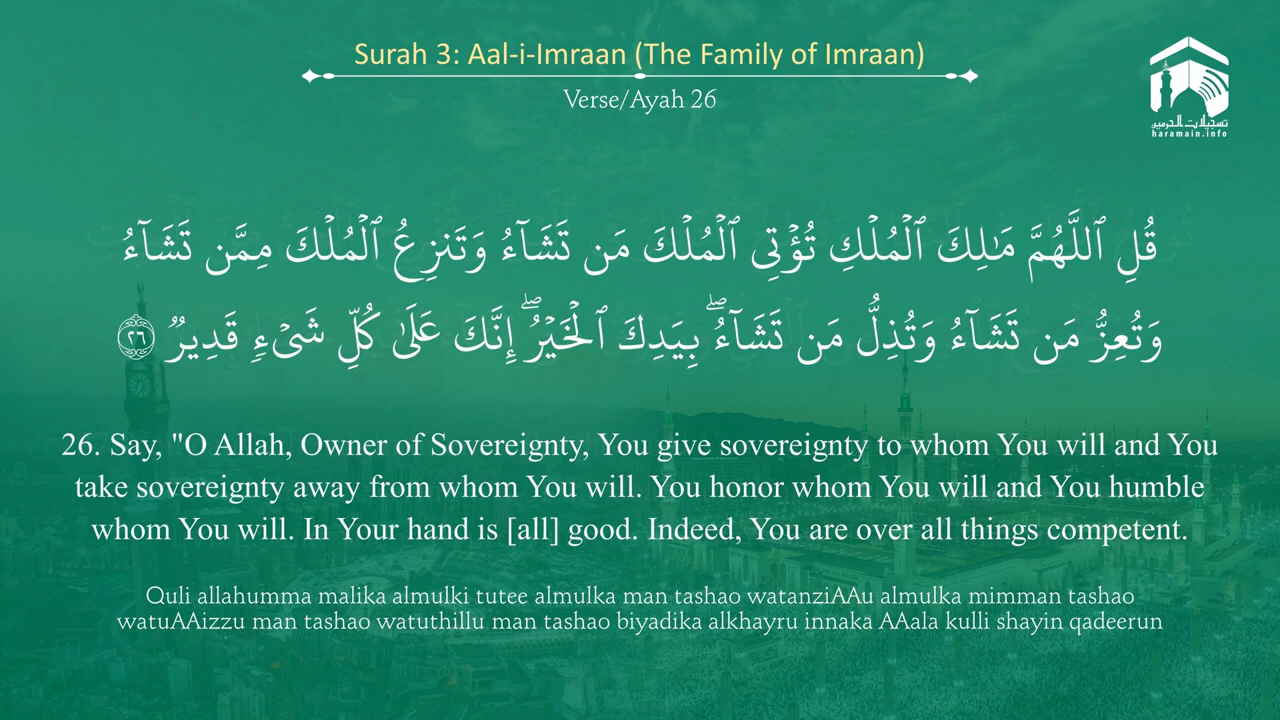 Surah 3: Aal-i-Imraan (The Family of Imraan)
Verse/Ayah 26
تسجيلات الحرمين
haramain.info
قُلِ ٱللَّهُمَّ مَـٰلِكَ ٱلْمُلْكِ تُؤْتِى ٱلْمُلْكَ مَن تَشَآءُ وَتَنزِعُ ٱلْمُلْكَ مِمَّن تَشَآءُ
وَتُعِزُّ مَن تَشَآءُ وَتُذِلُّ مَن تَشَآءُ ۖ بِيَدِكَ ٱلْخَيْرُ ۖ إِنَّكَ عَلَىٰ كُلِّ شَىْءٍ قَدِيرٌ ٢٦
26. Say, "O Allah, Owner of Sovereignty, You give sovereignty to whom You will and You
take sovereignty away from whom You will. You honor whom You will and You humble
whom You will. In Your hand is [all] good. Indeed, You are over all things competent.
Quli allahumma malika almulki tutee almulka man tashao watanziAAu almulka mimman tashao
watuAAizzu man tashao watuthillu man tashao biyadika alkhayru innaka AAala kulli shayin qadeerun